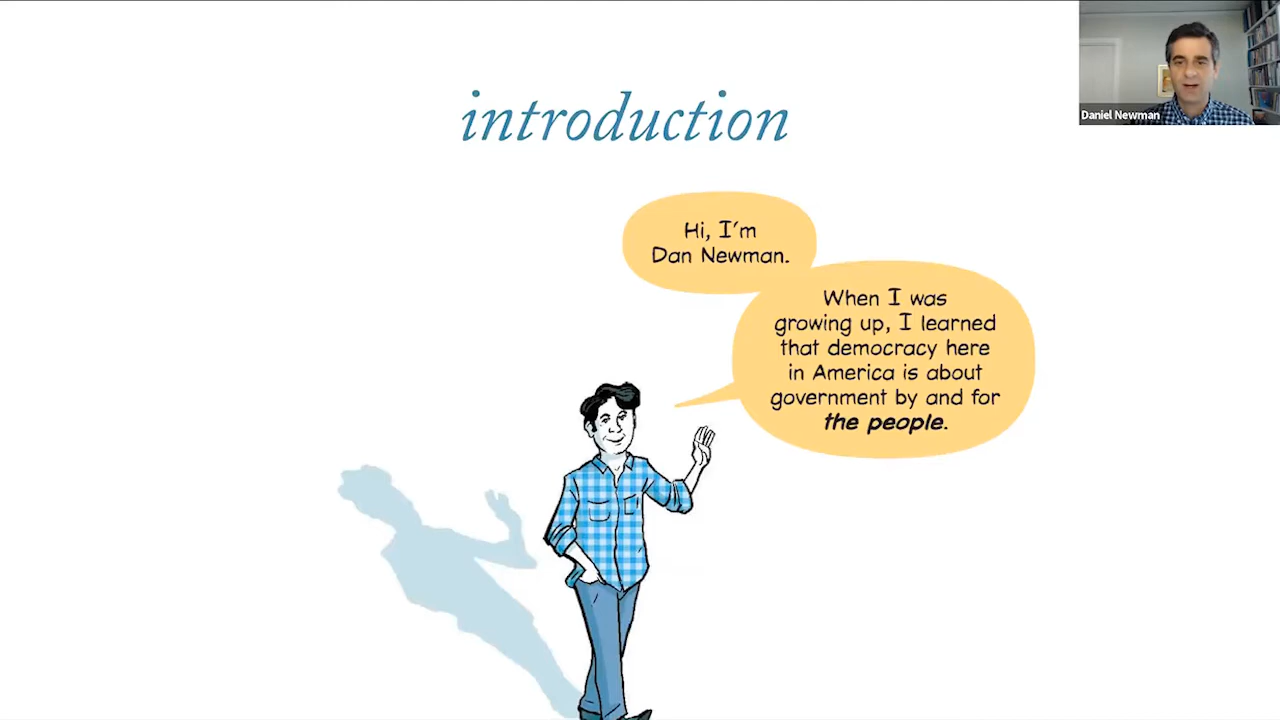 introduction
Daniel Newman
Hi, I'm
Dan Newman.
When I was
growing up, I learned
that democracy here
in America is about
government by and for
the people.